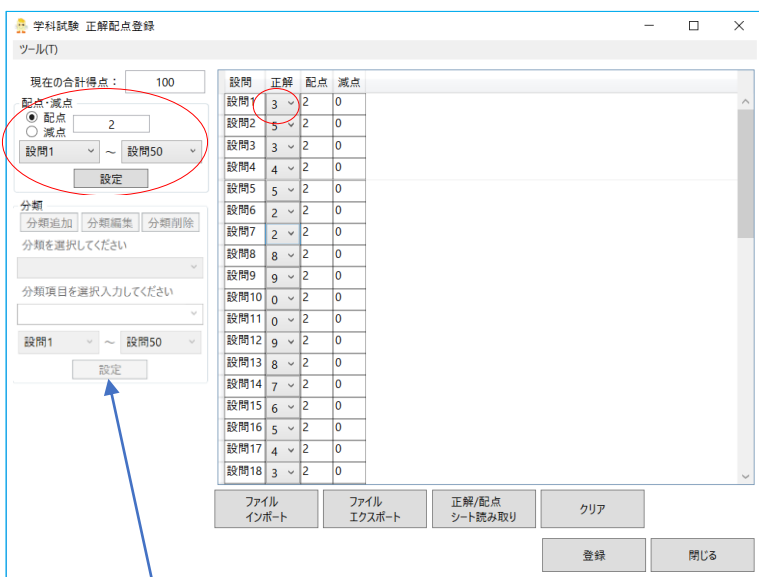 学科試験 正解配点登録
ツール(T)
現在の合計得点： 100
配点・減点
配点
減点
2
設問1 ～ 設問50
設定
分類
分類追加 分類編集 分類削除
分類を選択してください
分類項目を選択入力してください
設問1 ～ 設問50
設定
設問 正解 配点 減点
設問1 3 2 0
設問2 5 2 0
設問3 3 2 0
設問4 4 2 0
設問5 5 2 0
設問6 2 2 0
設問7 2 2 0
設問8 8 2 0
設問9 9 2 0
設問10 0 2 0
設問11 0 2 0
設問12 9 2 0
設問13 8 2 0
設問14 7 2 0
設問15 6 2 0
設問16 5 2 0
設問17 4 2 0
設問18 3 2 0
ファイル
インポート
ファイル
エクスポート
正解/配点
シート読み取り
クリア
登録
閉じる